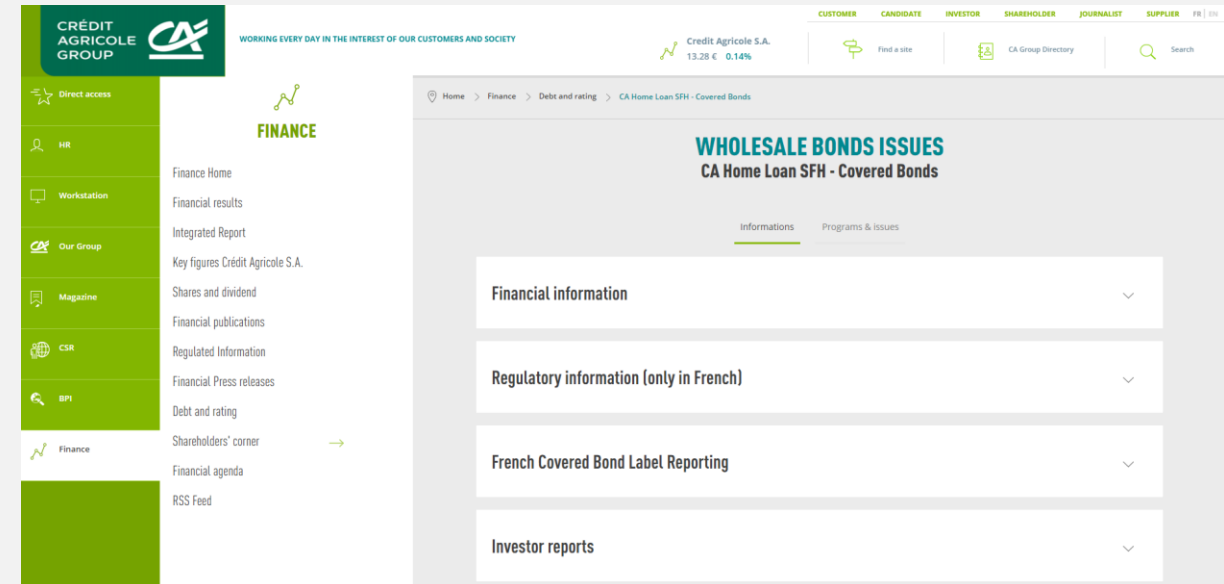 CUSTOMER CANDIDATE INVESTOR SHAREHOLDER JOURNALIST SUPPLIER FR | EN
CRÉDIT
AGRICOLE
GROUP
WORKING EVERY DAY IN THE INTEREST OF OUR CUSTOMERS AND SOCIETY
Credit Agricole S.A.
13.28 € 0.14%
Find a site
CA Group Directory
Search
Direct access
HR
Workstation
Our Group
Magazine
CSR
BPI
Finance
FINANCE
Finance Home
Financial results
Integrated Report
Key figures Crédit Agricole S.A.
Shares and dividend
Financial publications
Regulated Information
Financial Press releases
Debt and rating
Shareholders' corner
Financial agenda
RSS Feed
Home > Finance > Debt and rating > CA Home Loan SFH - Covered Bonds
WHOLESALE BONDS ISSUES
CA Home Loan SFH - Covered Bonds
Informations Programs & issues
Financial information
Regulatory information (only in French)
French Covered Bond Label Reporting
Investor reports